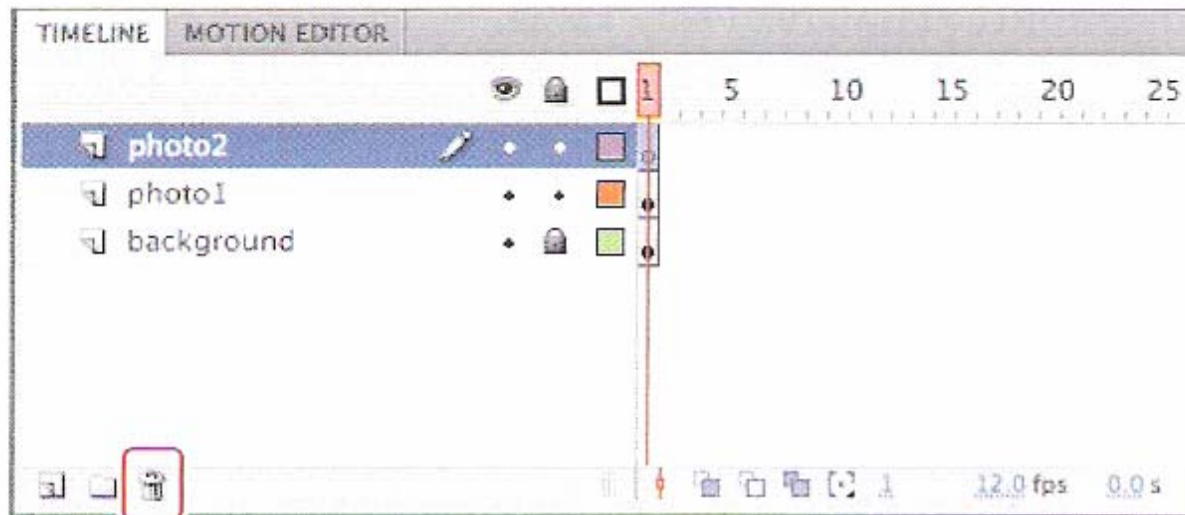 TIMELINE MOTION EDITOR
1 5 10 15 20 25
photo2
photo1
background
1 12.0 fps 0.0 s